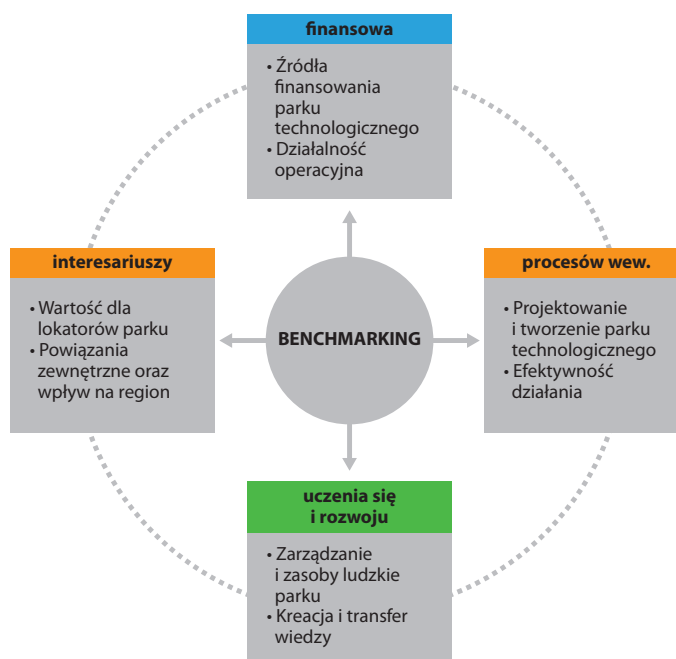 finansowa
• Źródła
finansowania
parku
technologicznego
• Działalność
operacyjna
interesariuszy
• Wartość dla
lokatorów parku
• Powiązania
zewnętrzne oraz
wpływ na region
BENCHMARKING
procesów wew.
• Projektowanie
i tworzenie parku
technologicznego
• Efektywność
działania
uczenia się
i rozwoju
• Zarządzanie
i zasoby ludzkie
parku
• Kreacja i transfer
wiedzy